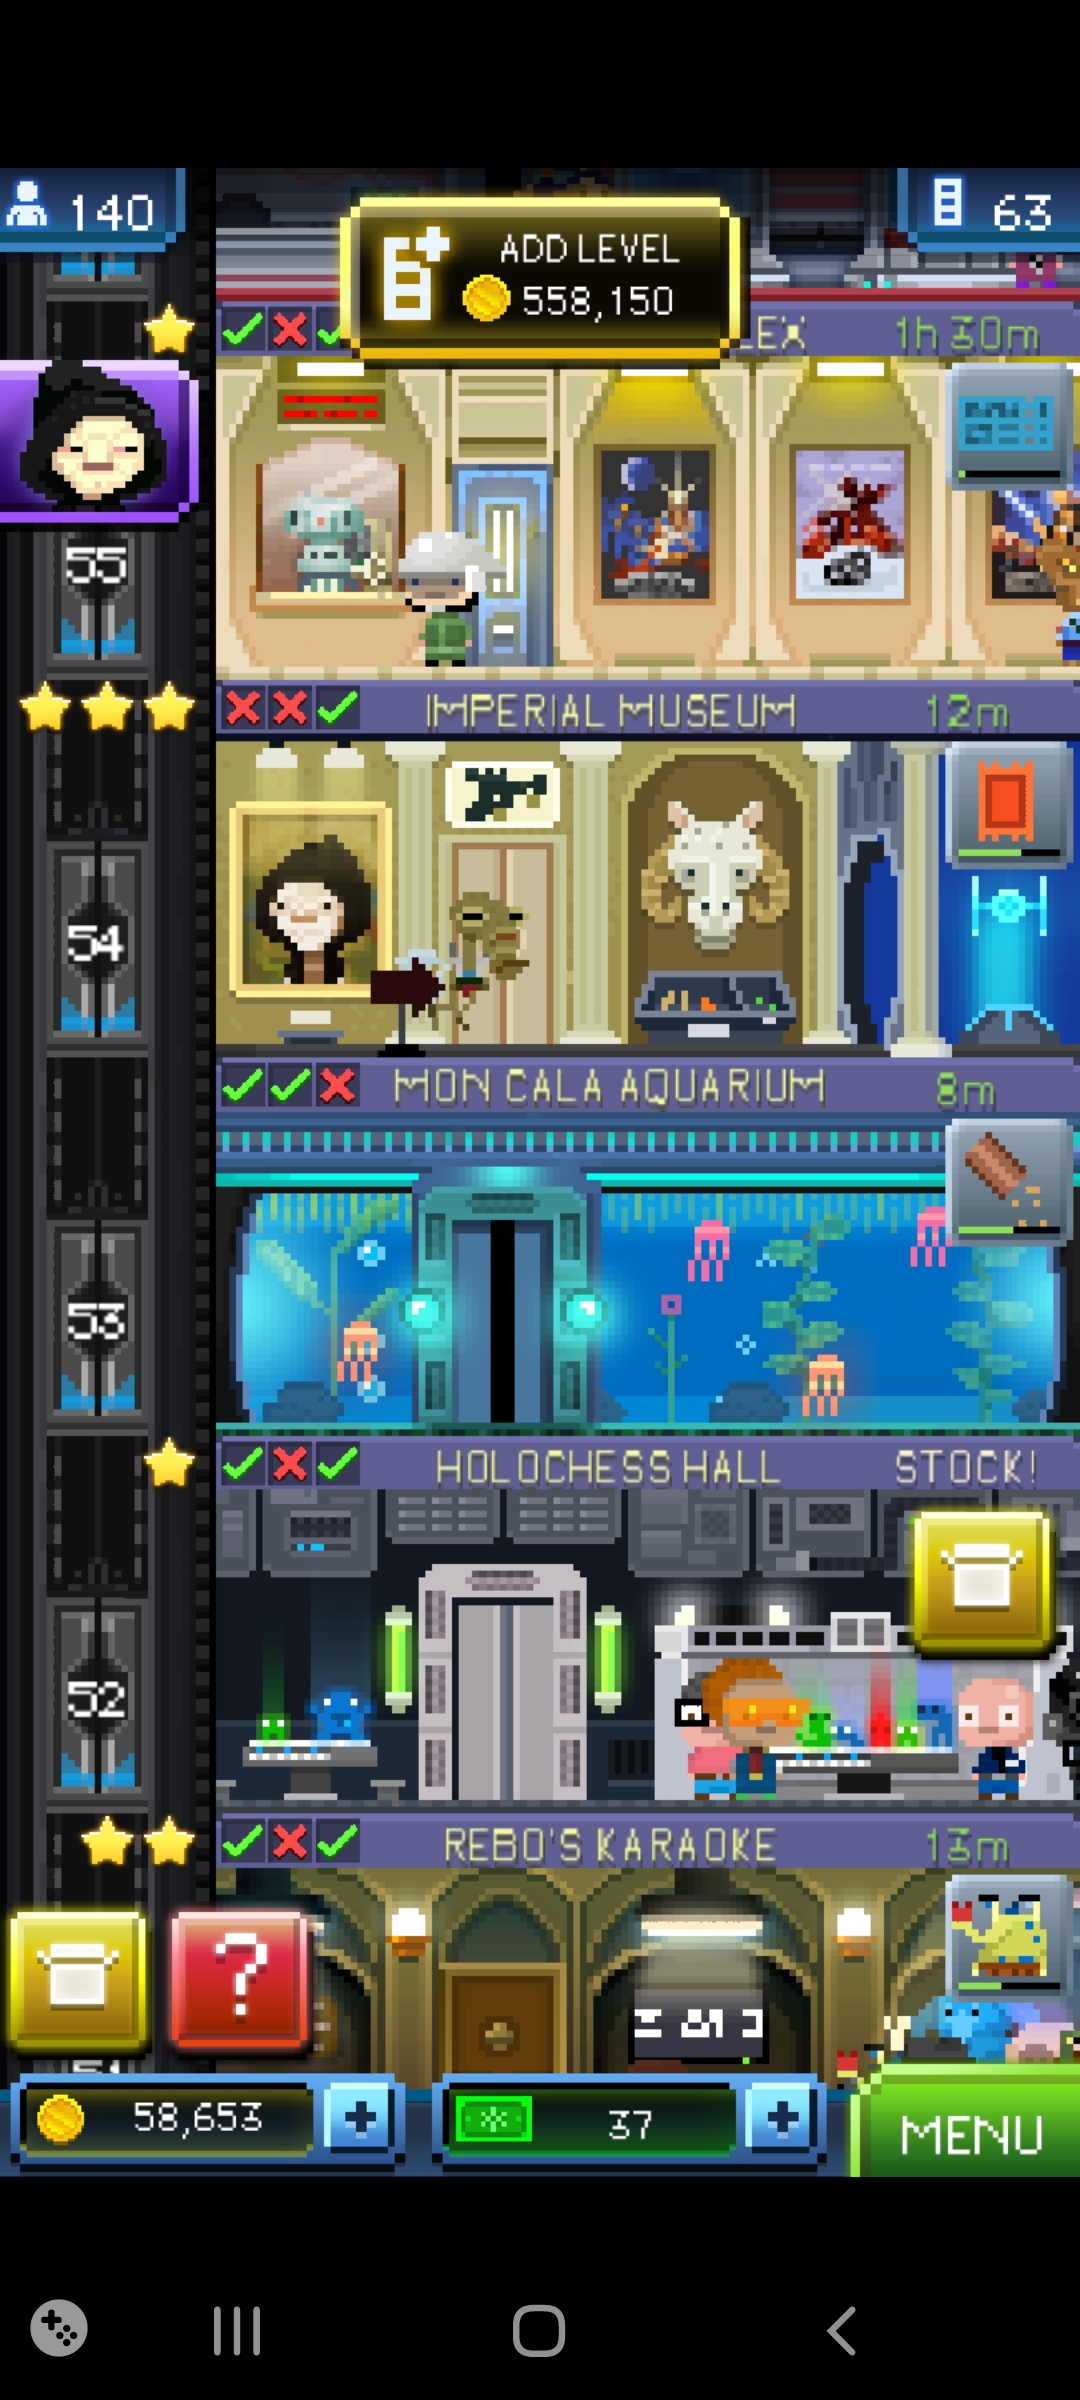 140
ADD LEVEL
558,150
63
LEX 1h 30m
55
IMPERIAL MUSEUM 12m
54
MON CALA AQUARIUM 8m
53
HOLOCHESS HALL STOCK!
52
REBO'S KARAOKE 13m
?
51
58,653 + 37 + MENU